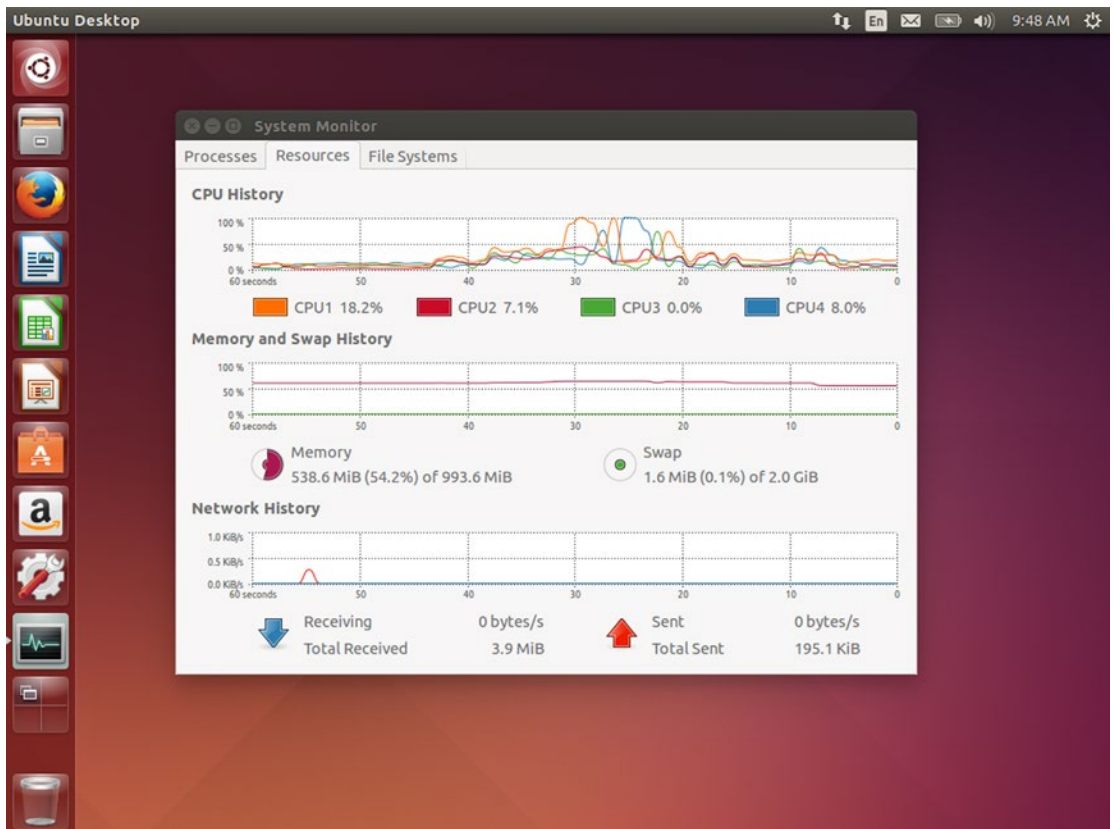 Ubuntu Desktop En 9:48 AM
System Monitor
Processes Resources File Systems
CPU History
100 %
50 %
0 %
60 seconds 50 40 30 20 10 0
CPU1 18.2% CPU2 7.1% CPU3 0.0% CPU4 8.0%
Memory and Swap History
100 %
50 %
0 %
60 seconds 50 40 30 20 10 0
Memory Swap
538.6 MiB (54.2%) of 993.6 MiB 1.6 MiB (0.1%) of 2.0 GiB
Network History
1.0 KiB/s
0.5 KiB/s
0.0 KiB/s
60 seconds 50 40 30 20 10 0
Receiving 0 bytes/s Sent 0 bytes/s
Total Received 3.9 MiB Total Sent 195.1 KiB
A
a